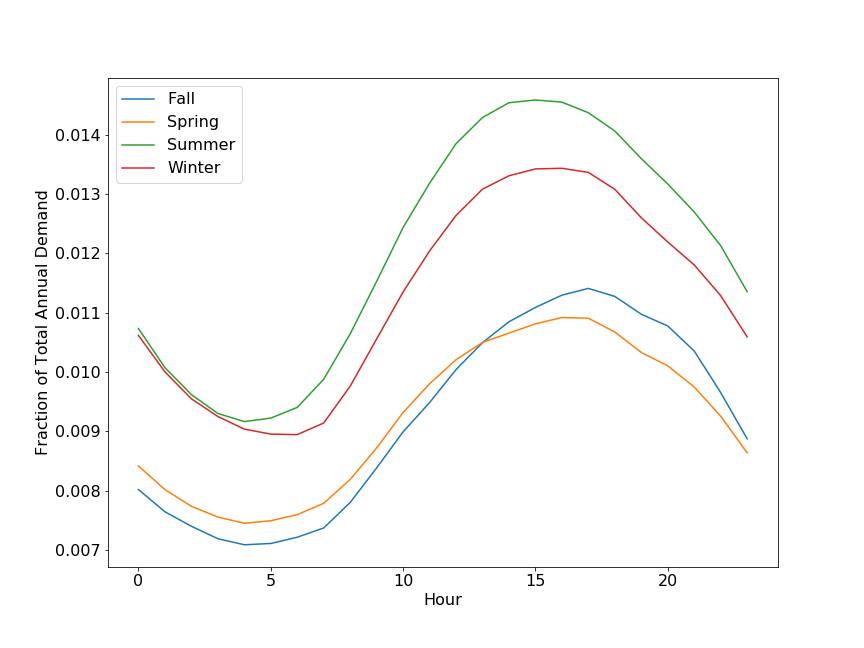 Fall
Spring
Summer
Winter
Fraction of Total Annual Demand
0.014
0.013
0.012
0.011
0.010
0.009
0.008
0.007
0 5 10 15 20
Hour